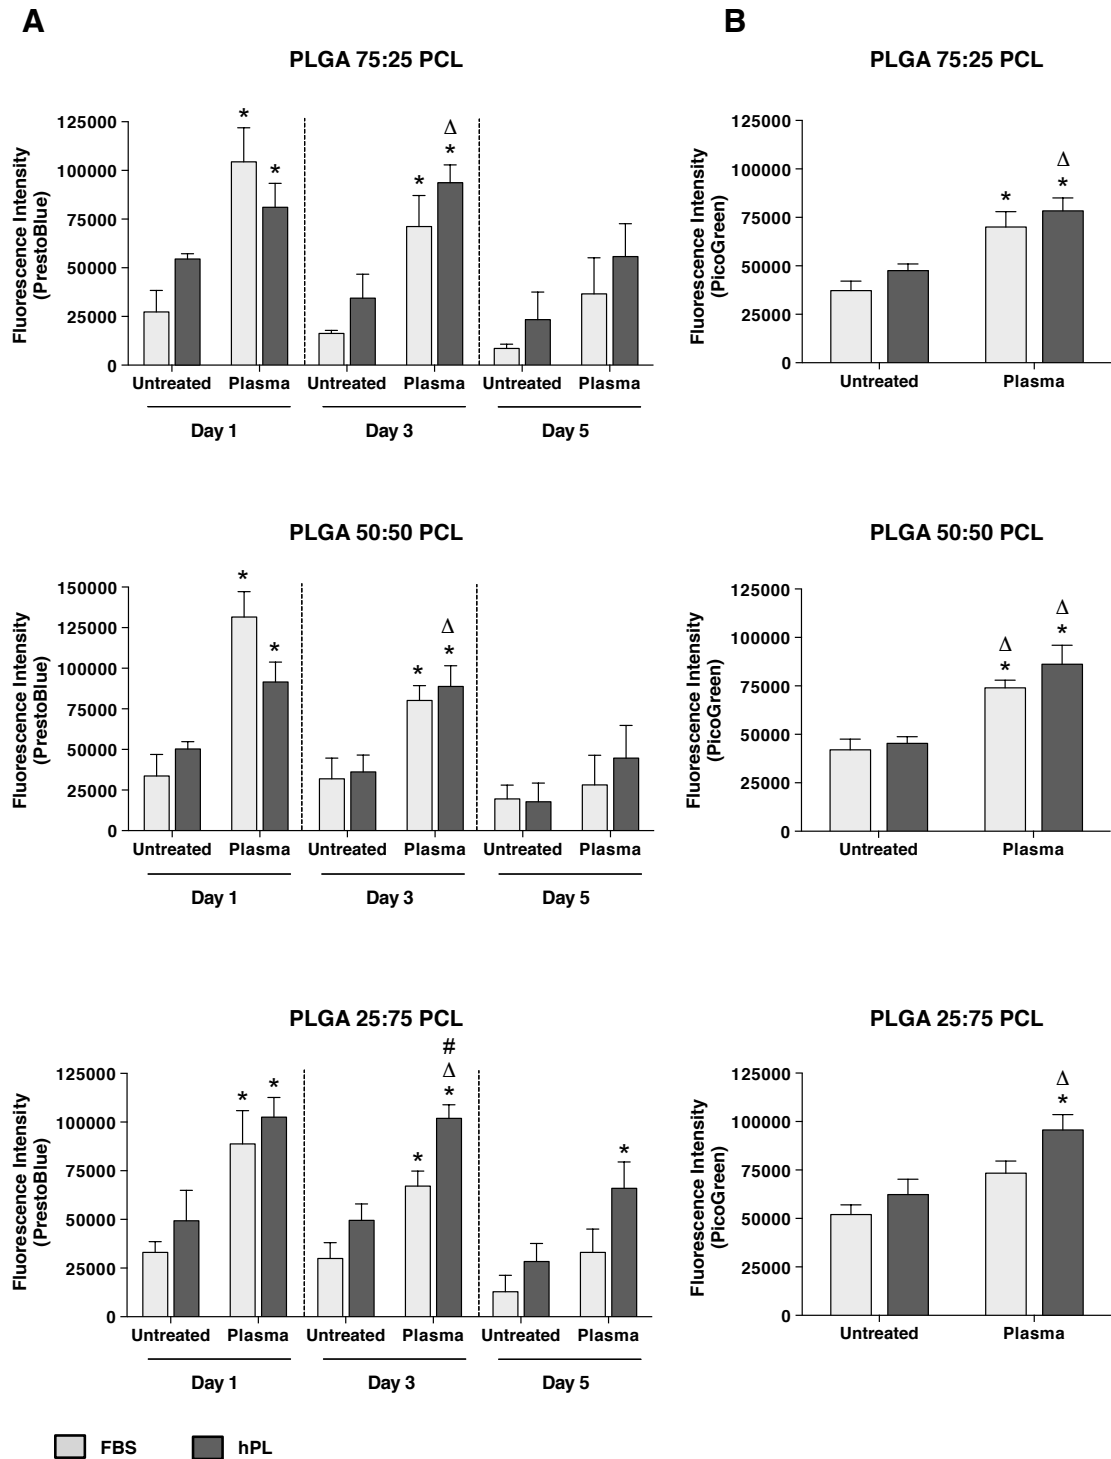 A
B
PLGA 75:25 PCL
Fluorescence Intensity
(PrestoBlue)
125000
100000
75000
50000
25000
0
* * * Δ *
Untreated Plasma Untreated Plasma Untreated Plasma
Day 1 Day 3 Day 5
PLGA 75:25 PCL
Fluorescence Intensity
(PicoGreen)
125000
100000
75000
50000
25000
0
* Δ *
Untreated Plasma
PLGA 50:50 PCL
Fluorescence Intensity
(PrestoBlue)
150000
125000
100000
75000
50000
25000
0
* * * Δ *
Untreated Plasma Untreated Plasma Untreated Plasma
Day 1 Day 3 Day 5
PLGA 50:50 PCL
Fluorescence Intensity
(PicoGreen)
125000
100000
75000
50000
25000
0
Δ * Δ *
Untreated Plasma
PLGA 25:75 PCL
Fluorescence Intensity
(PrestoBlue)
125000
100000
75000
50000
25000
0
* * * # Δ * *
Untreated Plasma Untreated Plasma Untreated Plasma
Day 1 Day 3 Day 5
PLGA 25:75 PCL
Fluorescence Intensity
(PicoGreen)
125000
100000
75000
50000
25000
0
Δ *
Untreated Plasma
FBS hPL